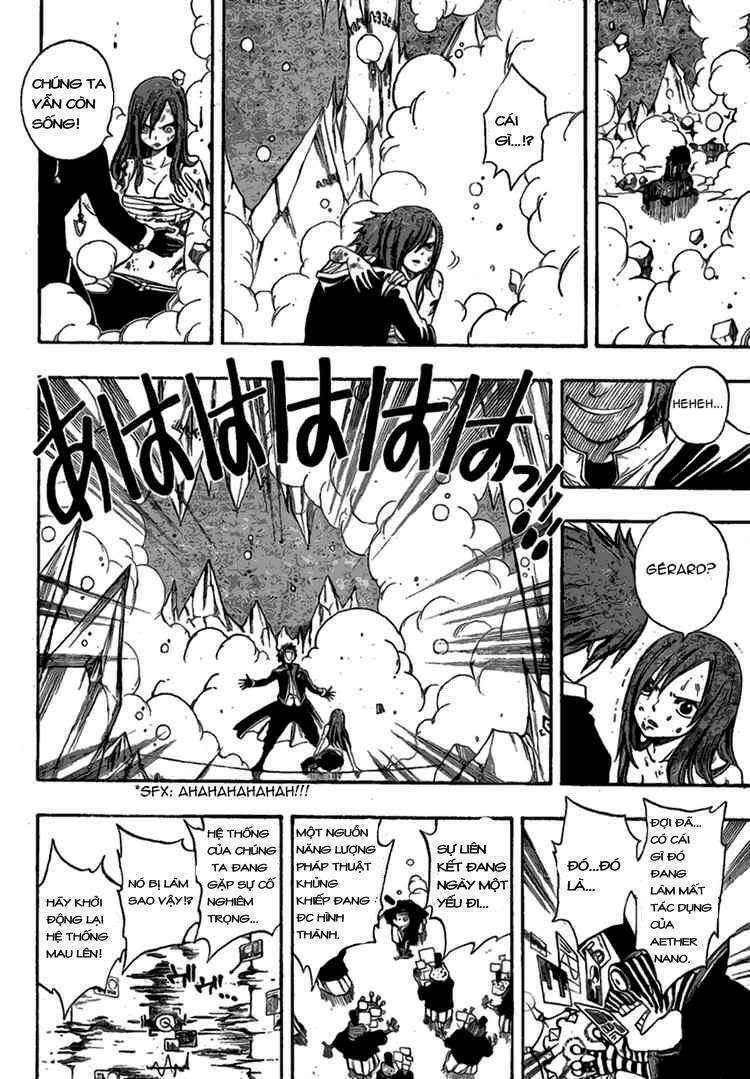 CÁI
GÌ...!?
CHÚNG TA
VẪN CÒN
SỐNG!
HEHEH...
GÉRARD?
あはははははははっ!!
*SFX: AHAHAHAHAHAH!!!
ĐỢI ĐÃ...
CÓ CÁI
GÌ ĐÓ
ĐANG
LÀM MẤT
TÁC DỤNG
CỦA
AETHER
NANO.
ĐÓ...ĐÓ
LÀ...
SỰ LIÊN
KẾT ĐANG
NGÀY MỘT
YẾU ĐI...
MỘT NGUỒN
NĂNG LƯỢNG
PHÁP THUẬT
KHỦNG
KHIẾP ĐANG
ĐC HÌNH
THÀNH.
HỆ THỐNG
CỦA CHÚNG
TA ĐANG
GẶP SỰ CỐ
NGHIÊM
TRỌNG...
NÓ BỊ LÀM
SAO VẬY!?
HÃY KHỞI
ĐỘNG LẠI
HỆ THỐNG
MAU LÊN!